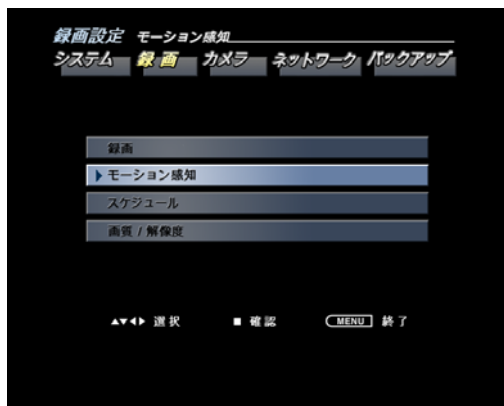 録画設定 モーション感知
システム 録画 カメラ ネットワーク バックアップ
録画
モーション感知
スケジュール
画質 / 解像度
▲▼◀▶ 選択 ■ 確認 MENU 終了